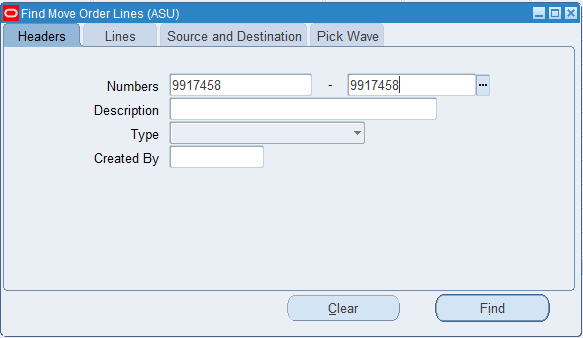 Find Move Order Lines (ASU)
Headers Lines Source and Destination Pick Wave
Numbers 9917458 - 9917458 ...
Description
Type
Created By
Clear Find